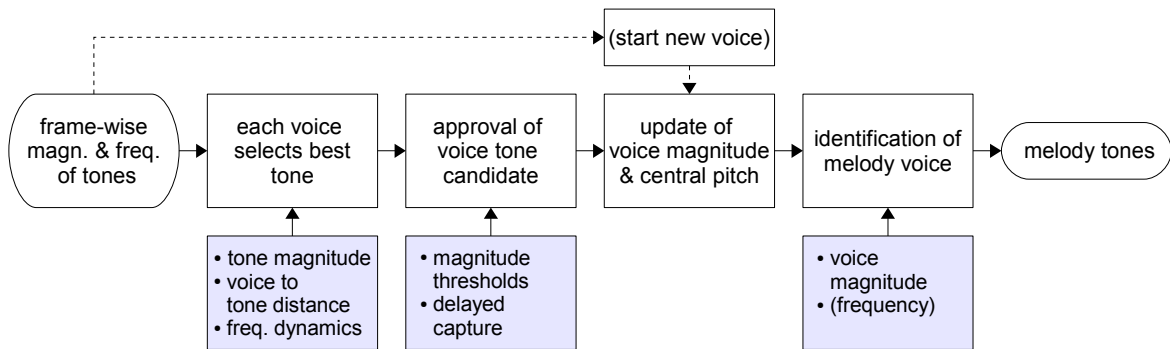 (start new voice)
frame-wise
magn. & freq.
of tones
each voice
selects best
tone
approval of
voice tone
candidate
update of
voice magnitude
& central pitch
identification of
melody voice
melody tones
• tone magnitude
• voice to
tone distance
• freq. dynamics
• magnitude
thresholds
• delayed
capture
• voice
magnitude
• (frequency)